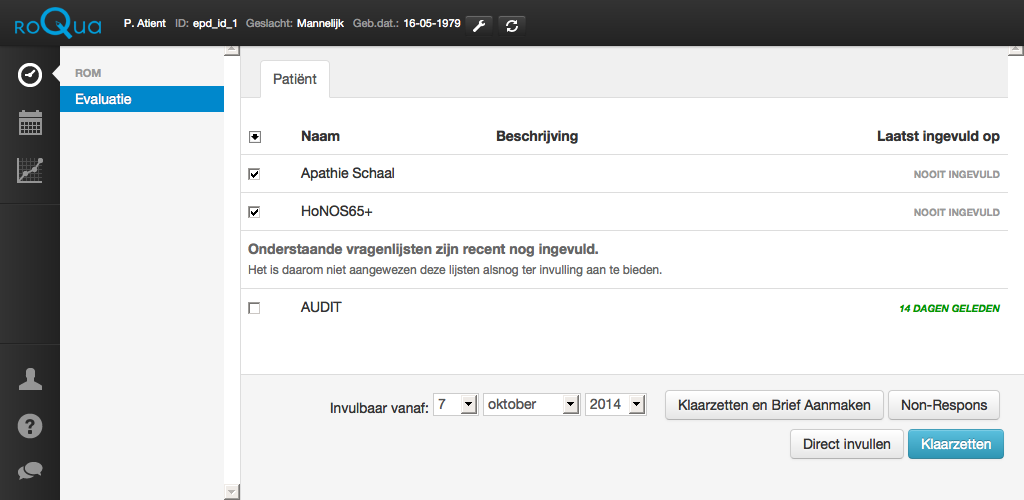 roQua P. Atient ID: epd_id_1 Geslacht: Mannelijk Geb.dat.: 16-05-1979
ROM
Evaluatie
Patiënt
Naam Beschrijving Laatst ingevuld op
Apathie Schaal NOOIT INGEVULD
HoNOS65+ NOOIT INGEVULD
Onderstaande vragenlijsten zijn recent nog ingevuld.
Het is daarom niet aangewezen deze lijsten alsnog ter invulling aan te bieden.
AUDIT 14 DAGEN GELEDEN
Invulbaar vanaf: 7 oktober 2014 Klaarzetten en Brief Aanmaken Non-Respons
Direct invullen Klaarzetten